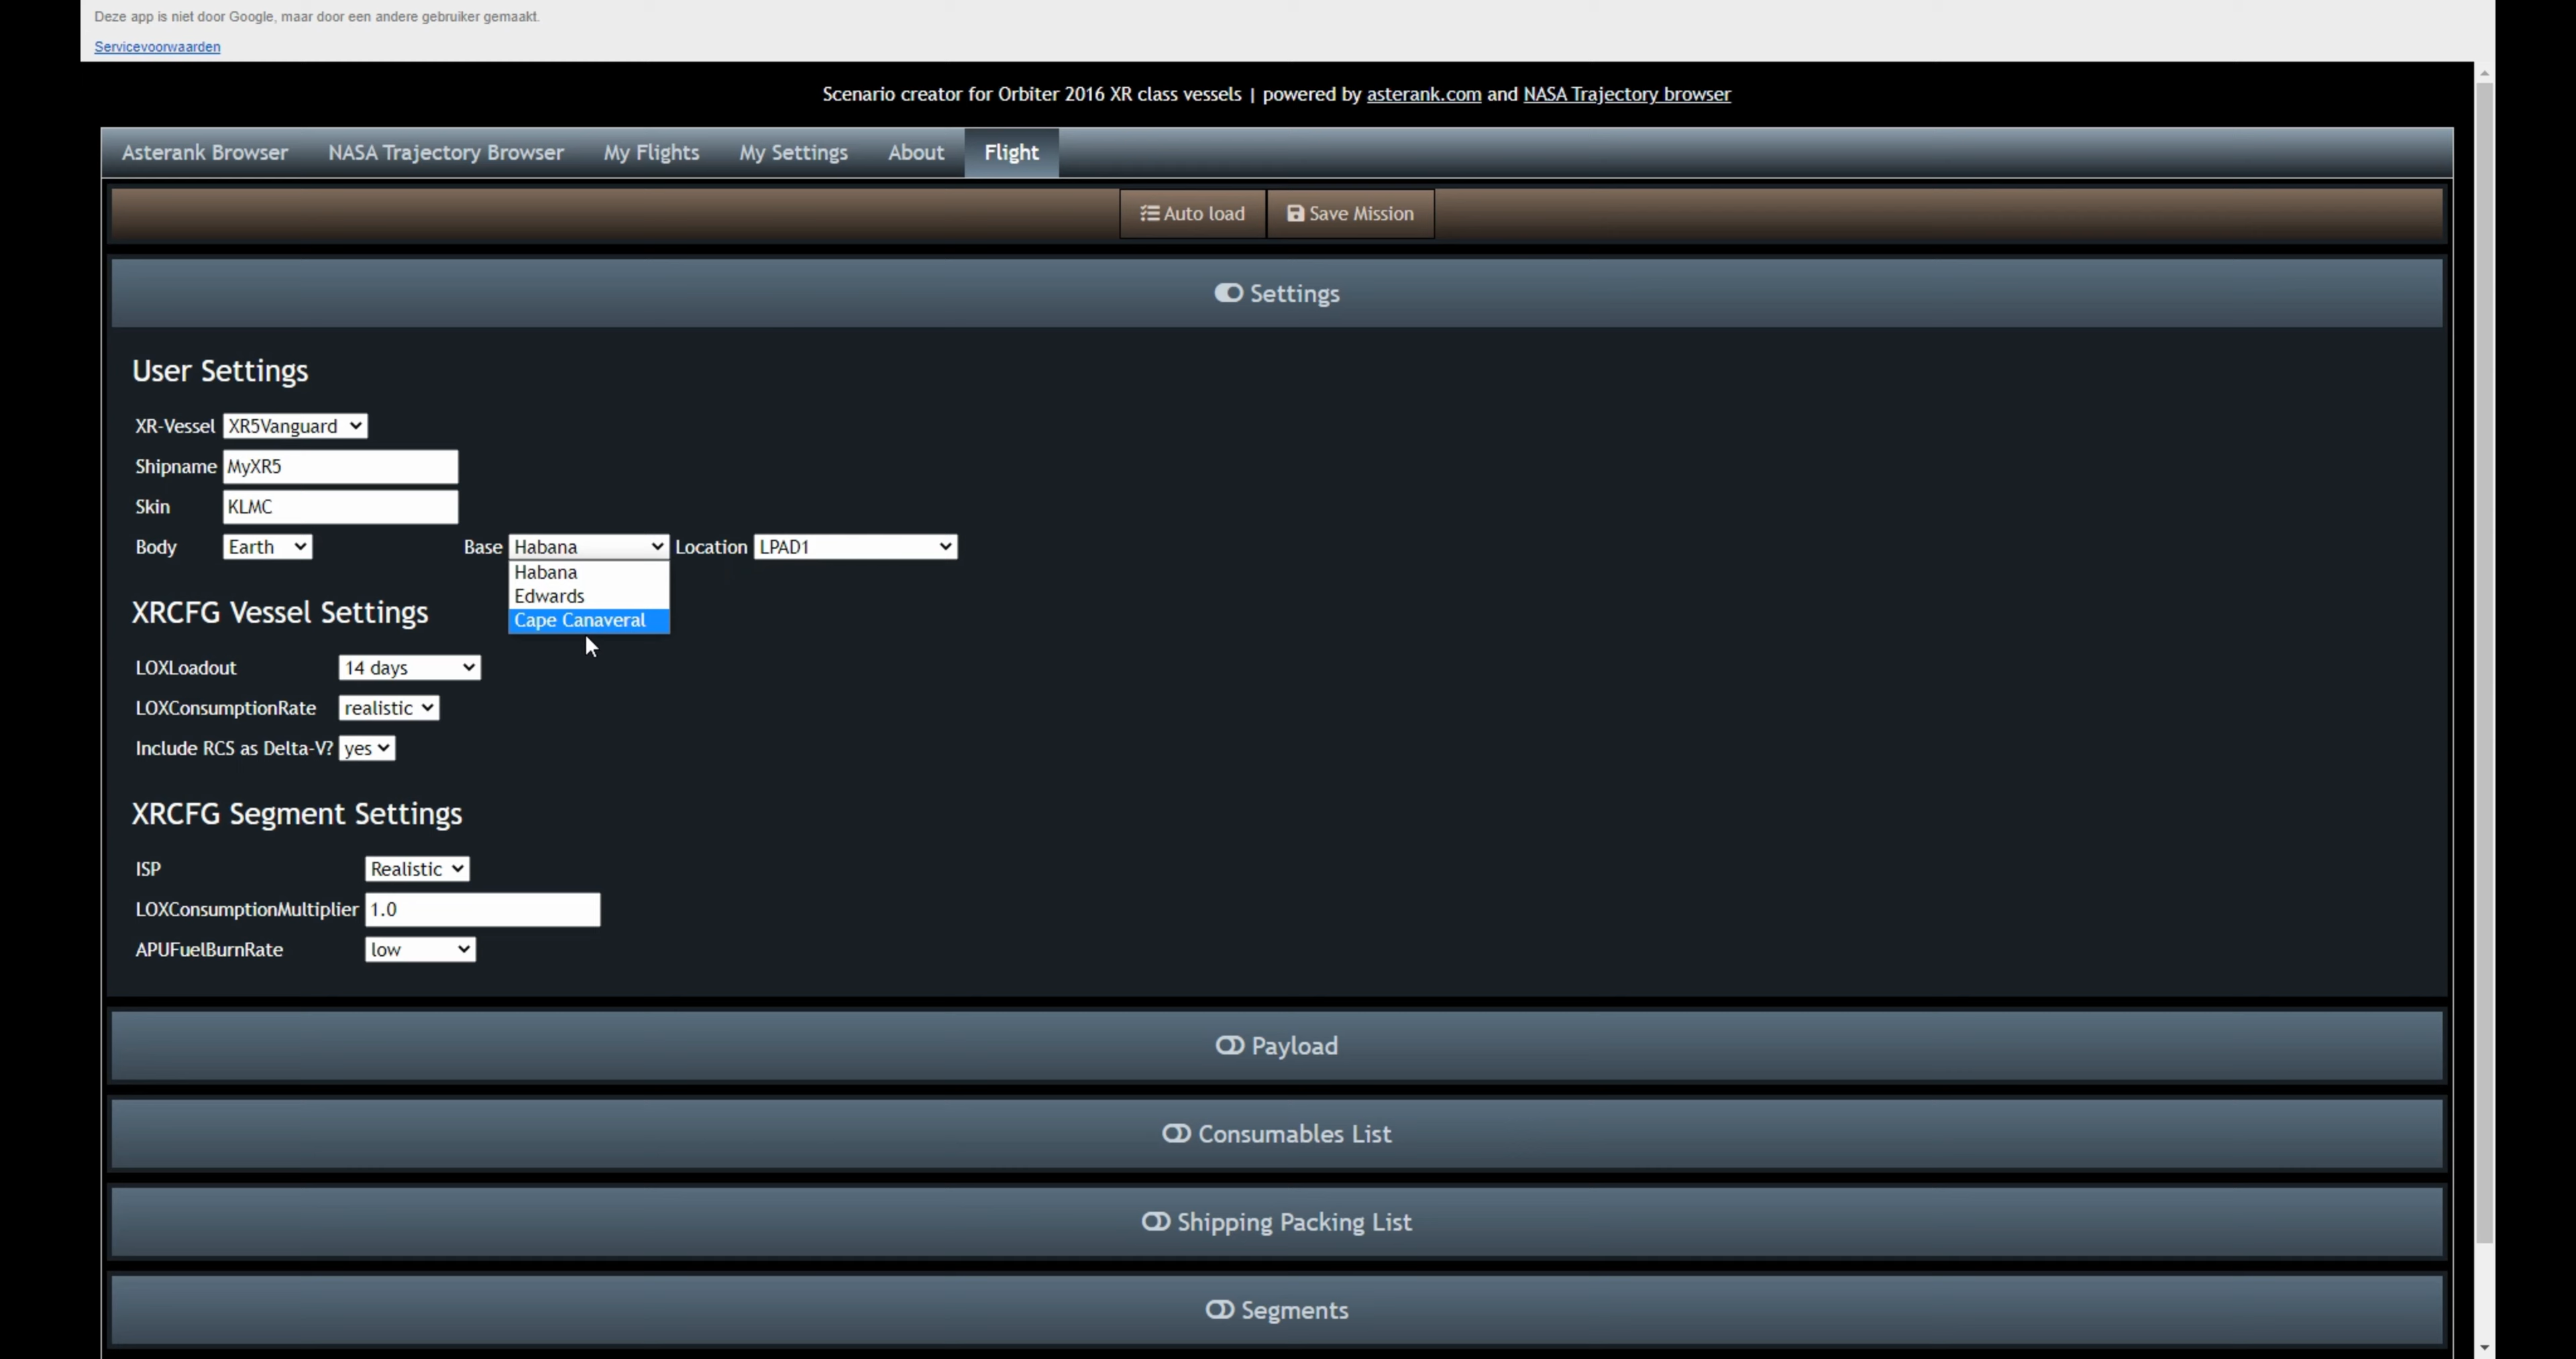 Deze app is niet door Google, maar door een andere gebruiker gemaakt.
Servicevoorwaarden
Scenario creator for Orbiter 2016 XR class vessels | powered by asterank.com and NASA Trajectory browser
Asterank Browser NASA Trajectory Browser My Flights My Settings About Flight
Auto load Save Mission
Settings
User Settings
XR-Vessel XR5Vanguard
Shipname MyXR5
Skin KLMC
Body Earth Base Habana Location LPAD1
Habana
Edwards
Cape Canaveral
XRCFG Vessel Settings
LOXLoadout 14 days
LOXConsumptionRate realistic
Include RCS as Delta-V? yes
XRCFG Segment Settings
ISP Realistic
LOXConsumptionMultiplier 1.0
APUFuelBurnRate low
Payload
Consumables List
Shipping Packing List
Segments